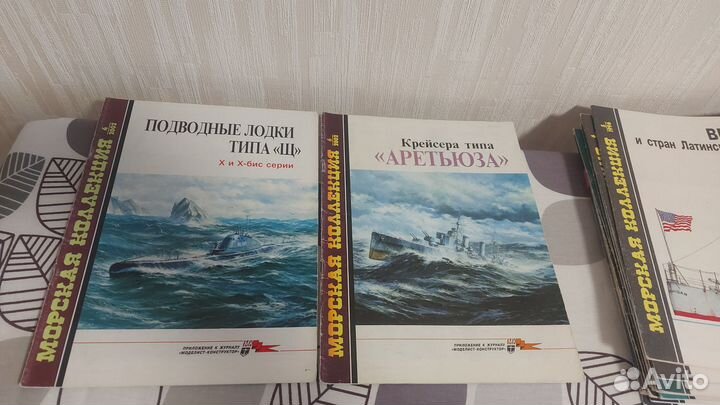 МОРСКАЯ КОЛЛЕКЦИЯ
ПОДВОДНЫЕ ЛОДКИ
ТИПА «Щ»
X и X-бис серии
ПРИЛОЖЕНИЕ К ЖУРНАЛУ
«МОДЕЛИСТ-КОНСТРУКТОР»
МОРСКАЯ КОЛЛЕКЦИЯ
Крейсера типа
«АРЕТЬЮЗА»
ПРИЛОЖЕНИЕ К ЖУРНАЛУ
«МОДЕЛИСТ-КОНСТРУКТОР»
МОРСКАЯ КОЛЛЕКЦИЯ
и стран
Avito